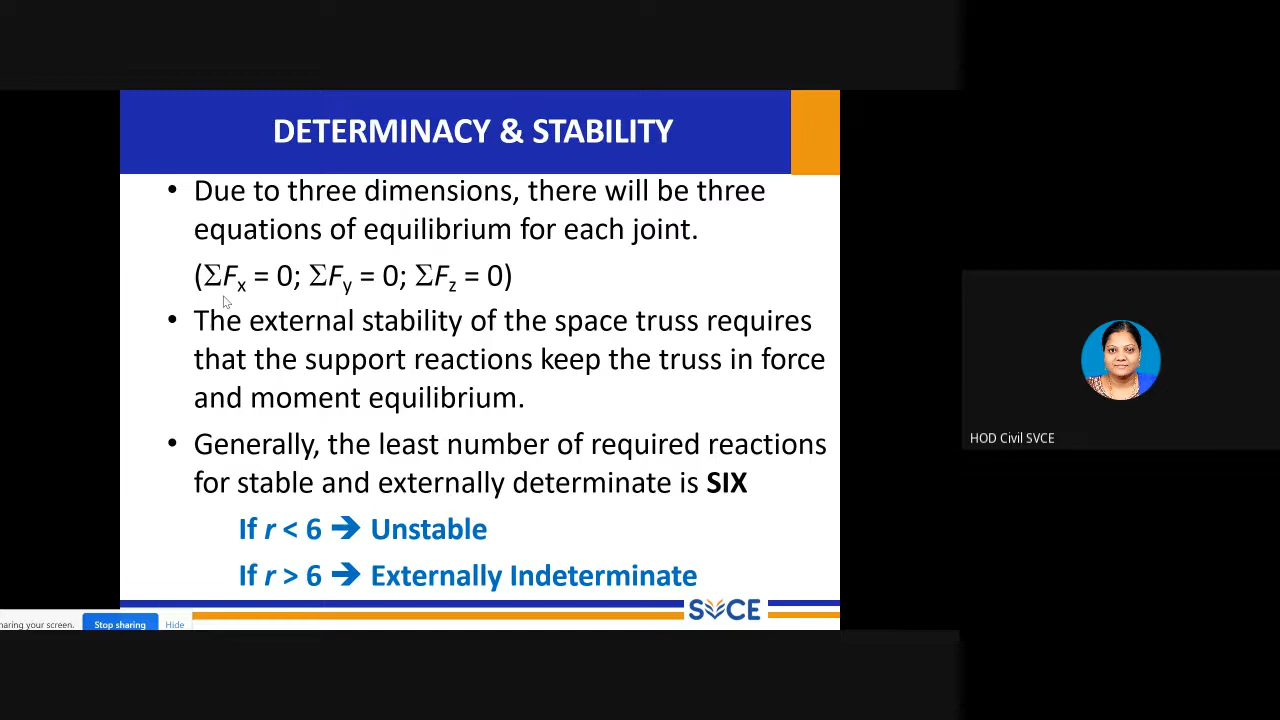 DETERMINACY & STABILITY
• Due to three dimensions, there will be three
equations of equilibrium for each joint.
(ΣFx = 0; ΣFy = 0; ΣFz = 0)
• The external stability of the space truss requires
that the support reactions keep the truss in force
and moment equilibrium.
• Generally, the least number of required reactions
for stable and externally determinate is SIX
If r < 6 ➔ Unstable
If r > 6 ➔ Externally Indeterminate
SVCE
haring your screen. Stop sharing Hide
HOD Civil SVCE